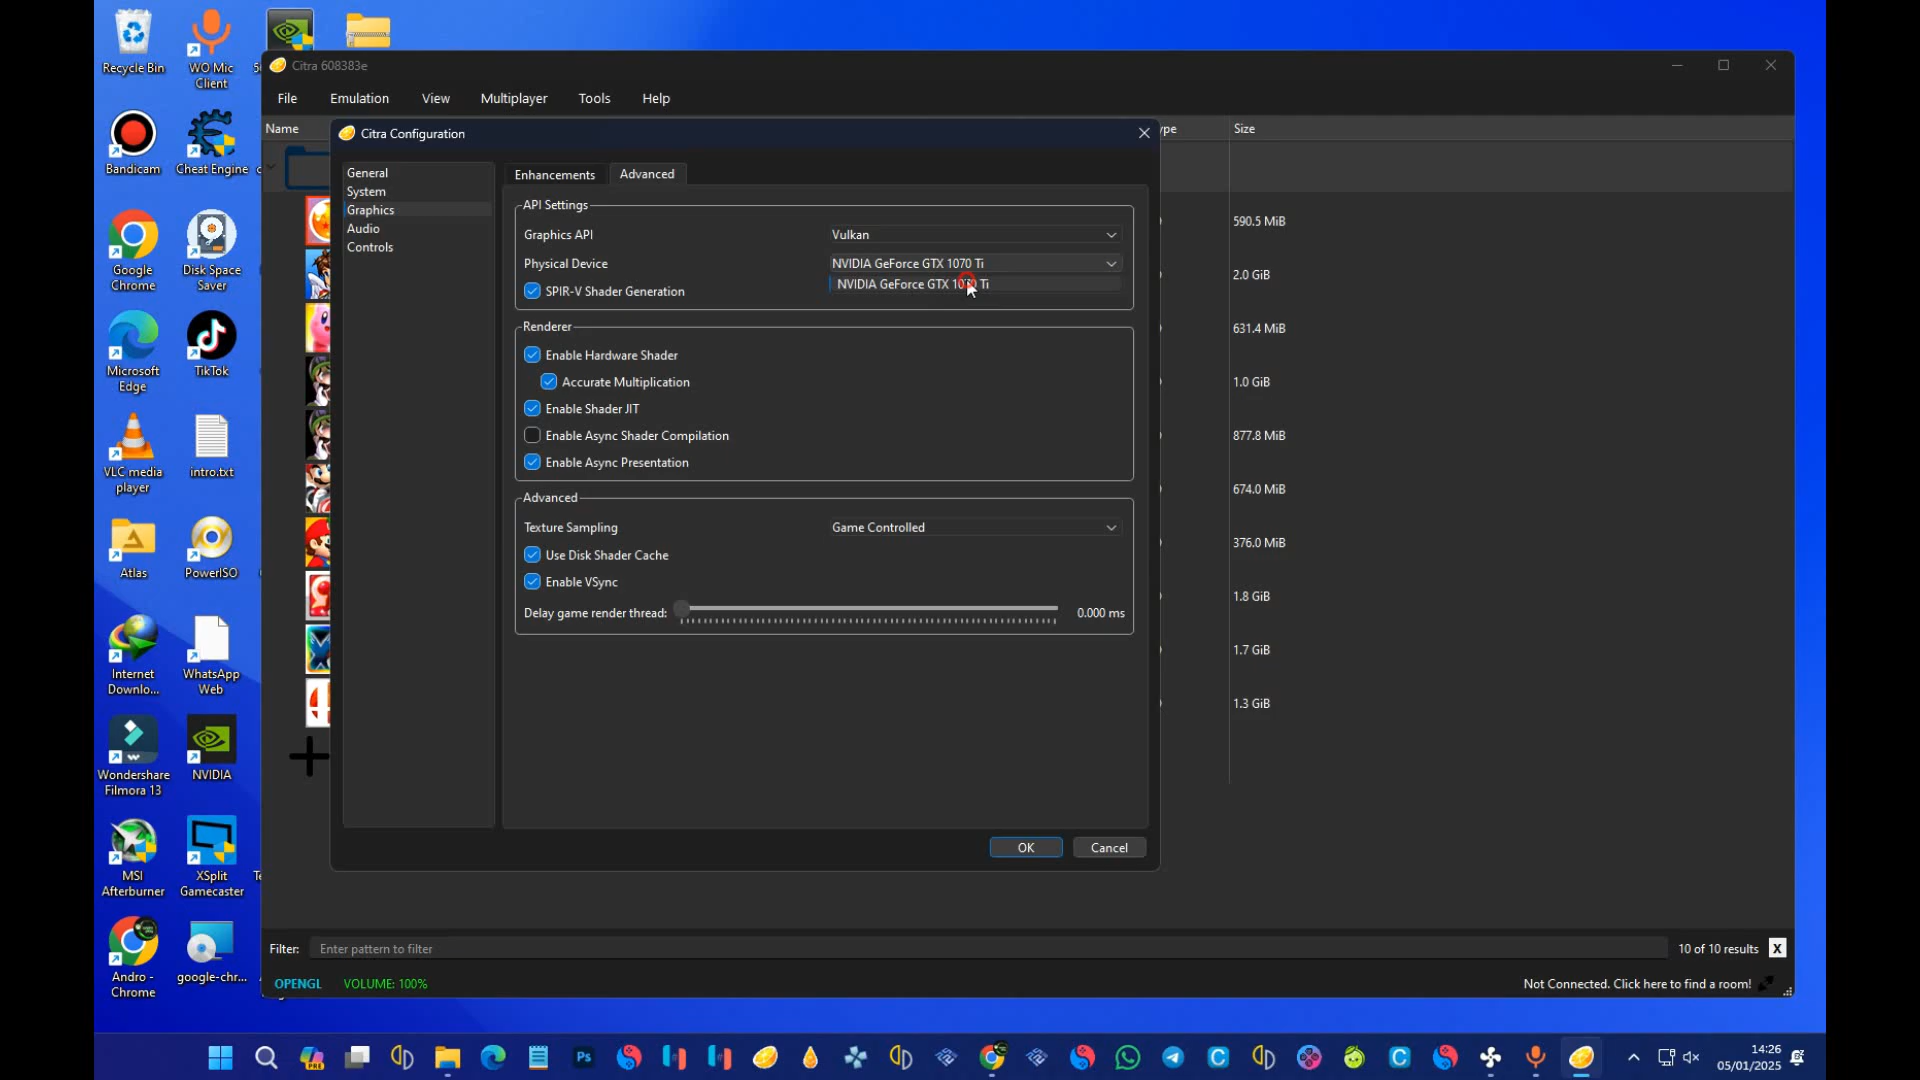 Recycle Bin
WO Mic
Client
Bandicam
Cheat Engine
Google
Chrome
Disk Space
Saver
Microsoft
Edge
TikTok
VLC media
player
intro.txt
Atlas
PowerISO
Internet
Downlo...
WhatsApp
Web
Wondershare
Filmora 13
NVIDIA
MSI
Afterburner
XSplit
Gamecaster
Andro -
Chrome
google-chr...
Citra 608383e
File
Emulation
View
Multiplayer
Tools
Help
Name
Size
Citra Configuration
General
System
Graphics
Audio
Controls
Enhancements
Advanced
API Settings
Graphics API
Vulkan
Physical Device
NVIDIA GeForce GTX 1070 Ti
NVIDIA GeForce GTX 1070 Ti
SPIR-V Shader Generation
Renderer
Enable Hardware Shader
Accurate Multiplication
Enable Shader JIT
Enable Async Shader Compilation
Enable Async Presentation
Advanced
Texture Sampling
Game Controlled
Use Disk Shader Cache
Enable VSync
Delay game render thread:
0.000 ms
OK
Cancel
590.5 MiB
2.0 GiB
631.4 MiB
1.0 GiB
877.8 MiB
674.0 MiB
376.0 MiB
1.8 GiB
1.7 GiB
1.3 GiB
Filter:
Enter pattern to filter
10 of 10 results
X
OPENGL
VOLUME: 100%
Not Connected. Click here to find a room!
PRE
Ps
14:26
05/01/2025